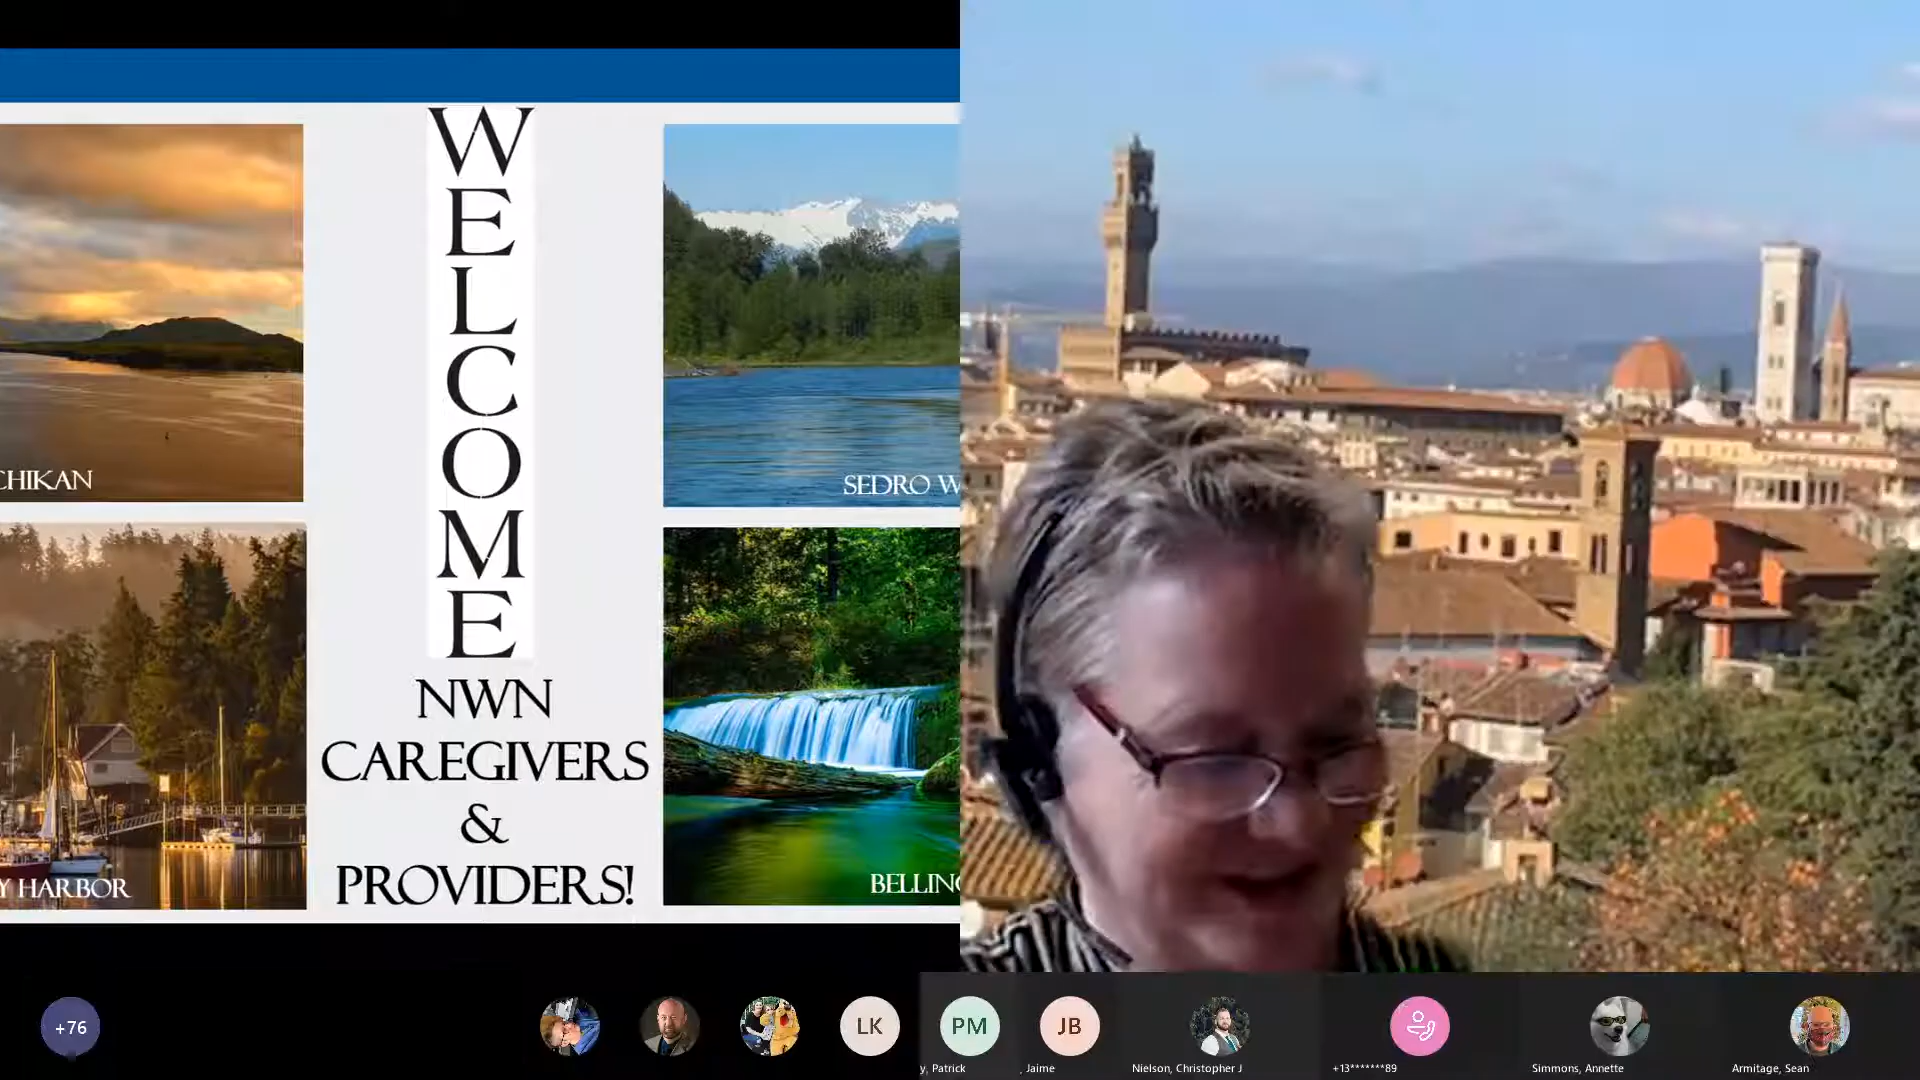 W
E
L
C
O
M
E
NWN
CAREGIVERS
&
PROVIDERS!
CHIKAN
SEDRO W
Y HARBOR
BELLING
+76
LK
PM
JB
y, Patrick
, Jaime
Nielson, Christopher J
+13*******89
Simmons, Annette
Armitage, Sean